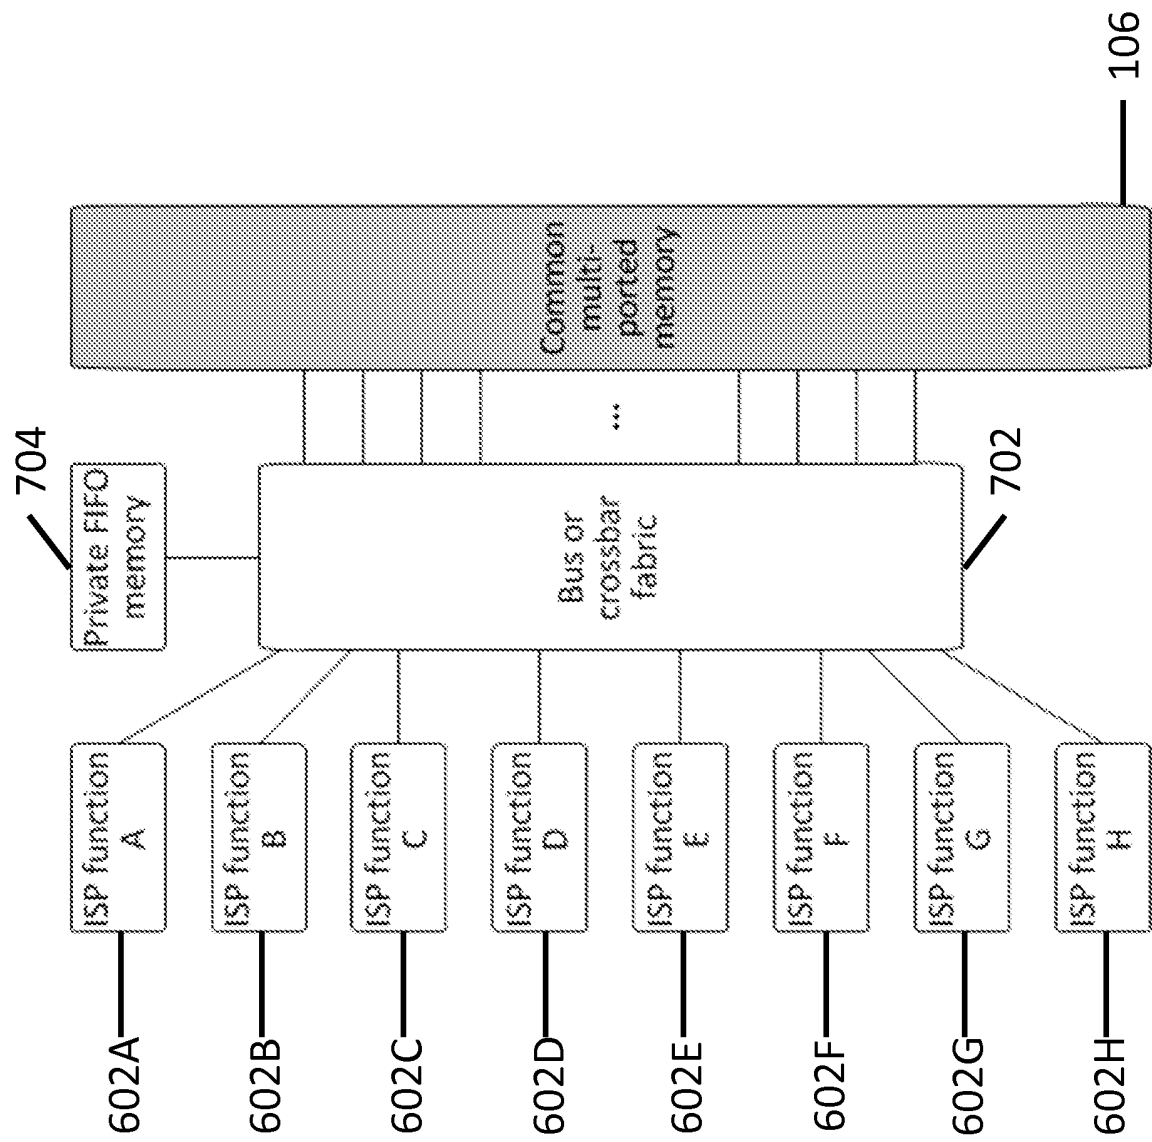 602A
ISP function
A
602B
ISP function
B
602C
ISP function
C
602D
ISP function
D
602E
ISP function
E
602F
ISP function
F
602G
ISP function
G
602H
ISP function
H
704
Private FIFO
memory
Bus or
crossbar
fabric
702
...
Common
multi-
ported
memory
106